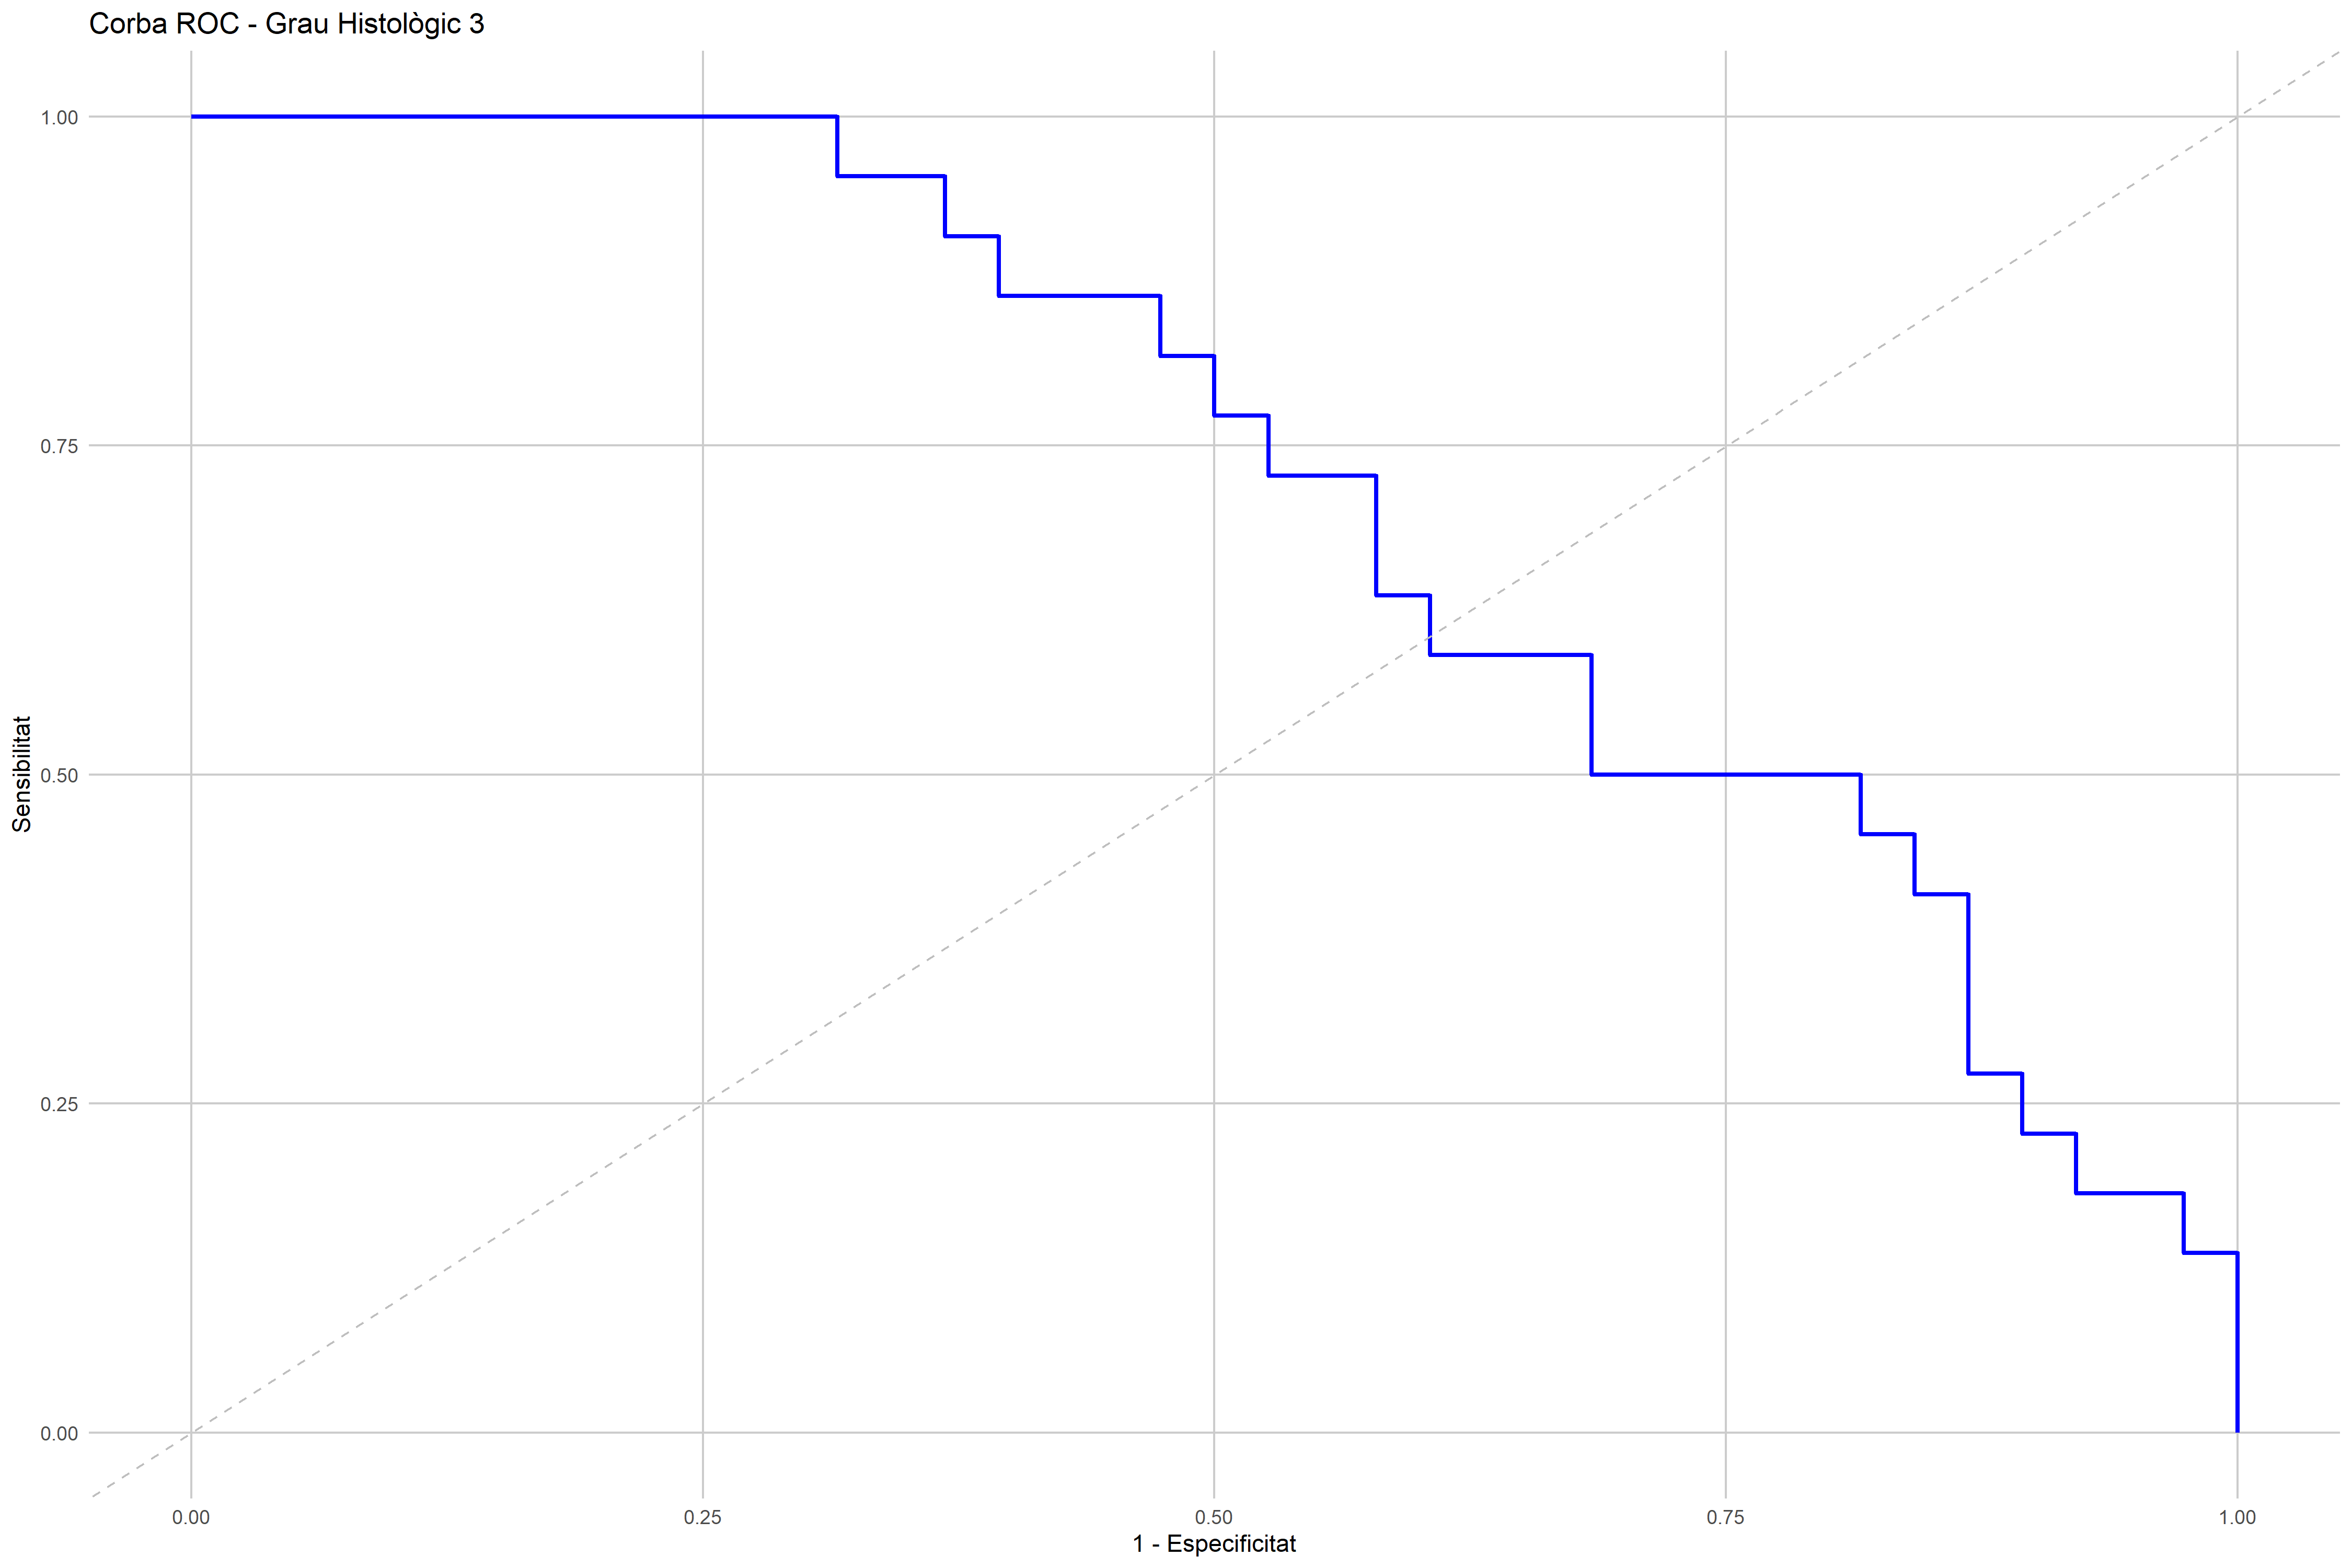 Corba ROC - Grau Histològic 3
1.00
0.75
0.50
0.25
0.00
Sensibilitat
0.00 0.25 0.50 0.75 1.00
1 - Especificitat